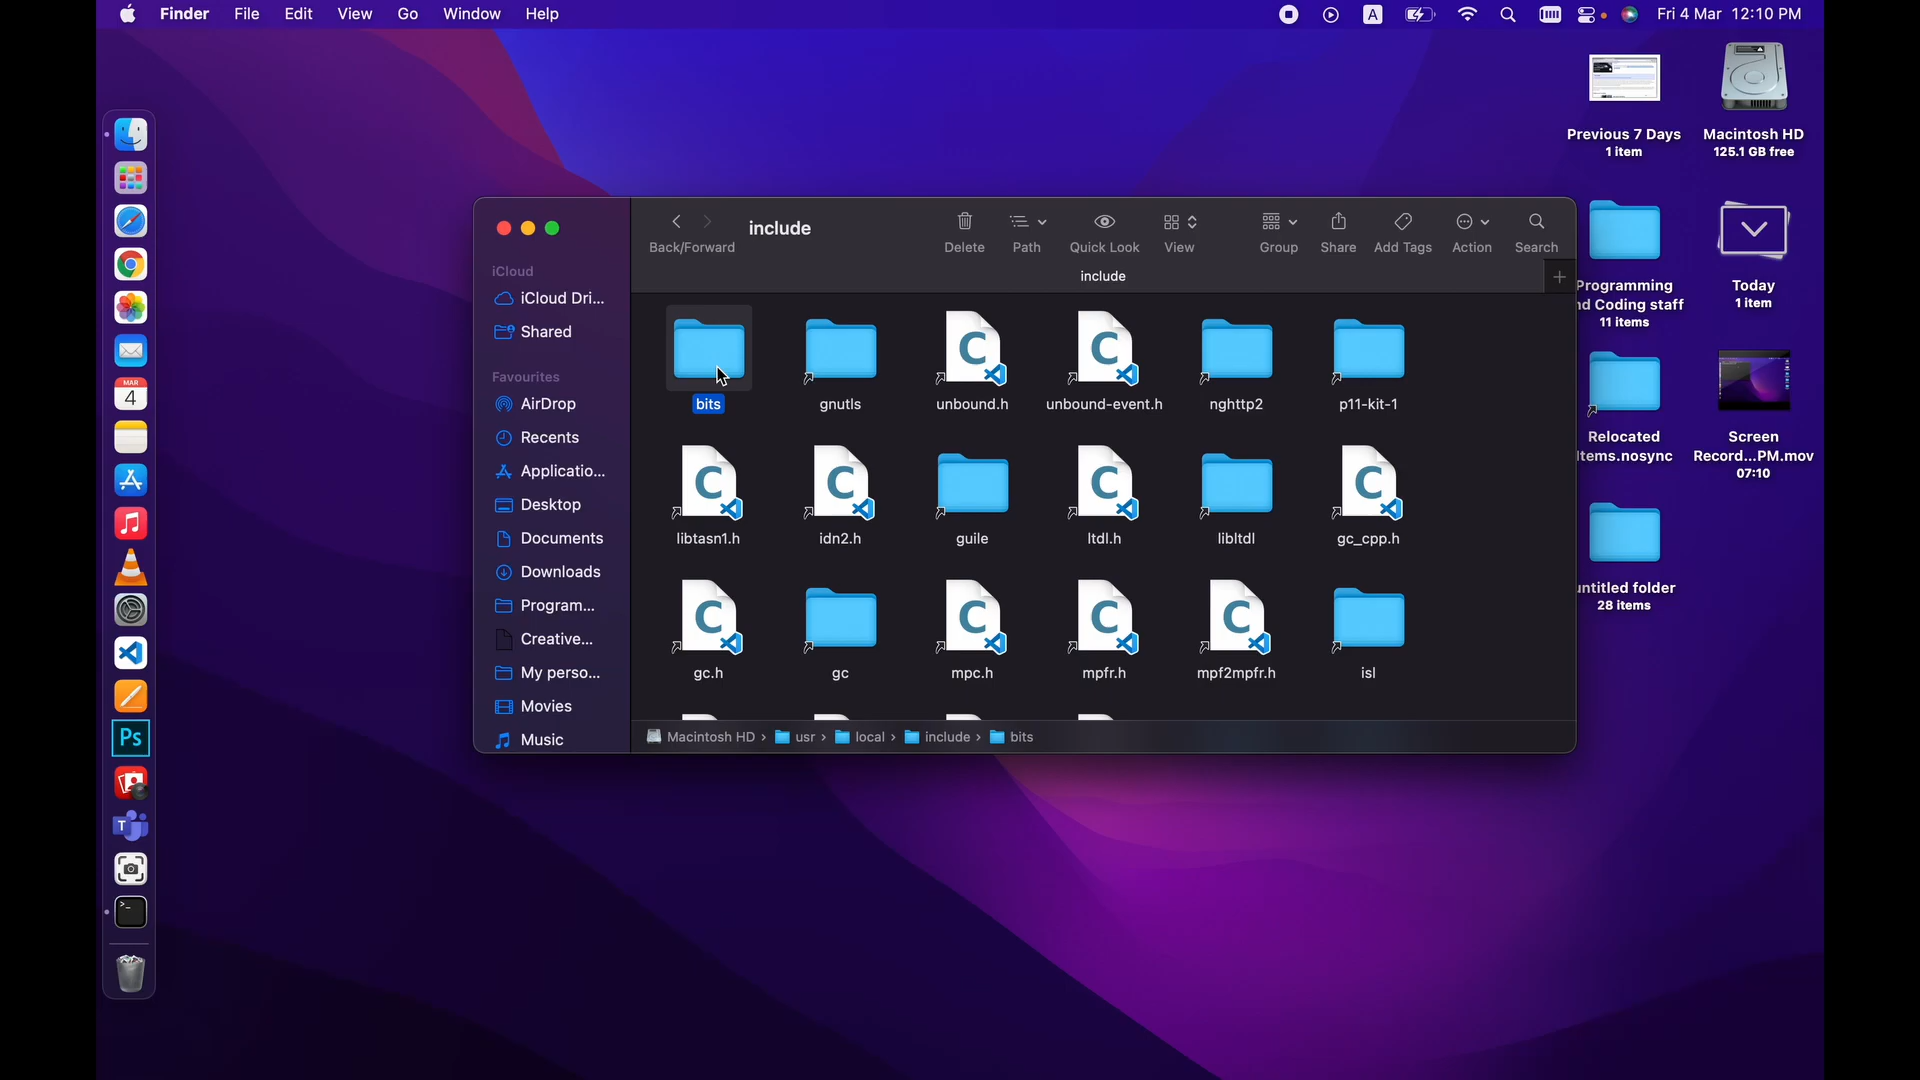 Finder File Edit View Go Window Help
A Fri 4 Mar 12:10 PM
Previous 7 Days
1 item
Macintosh HD
125.1 GB free
Programming
nd Coding staff
11 items
Today
1 item
Relocated
Items.nosync
Screen
Record...PM.mov
07:10
untitled folder
28 items
MAR
4
Ps
T
>_
iCloud
iCloud Dri...
Shared
Favourites
AirDrop
Recents
Applicatio...
Desktop
Documents
Downloads
Program...
Creative...
My perso...
Movies
Music
Back/Forward
include
Delete
Path
Quick Look
View
Group
Share
Add Tags
Action
Search
include
C C
bits gnutls unbound.h unbound-event.h nghttp2 p11-kit-1
C C C C
libtasn1.h idn2.h guile ltdl.h libltdl gc_cpp.h
C C C C
gc.h gc mpc.h mpfr.h mpf2mpfr.h isl
Macintosh HD › usr › local › include › bits